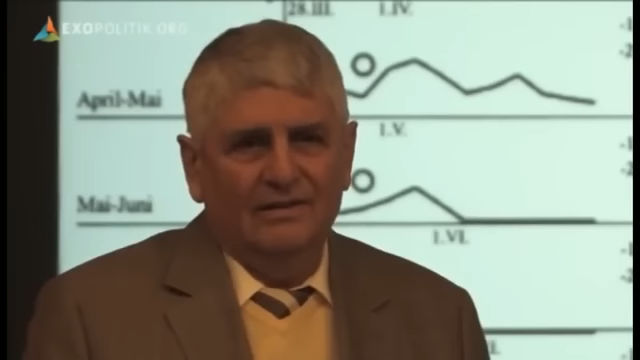 EXOPOLITIK.ORG
28.III. 1.IV.
April-Mai
1.V.
Mai-Juni
1.VI.